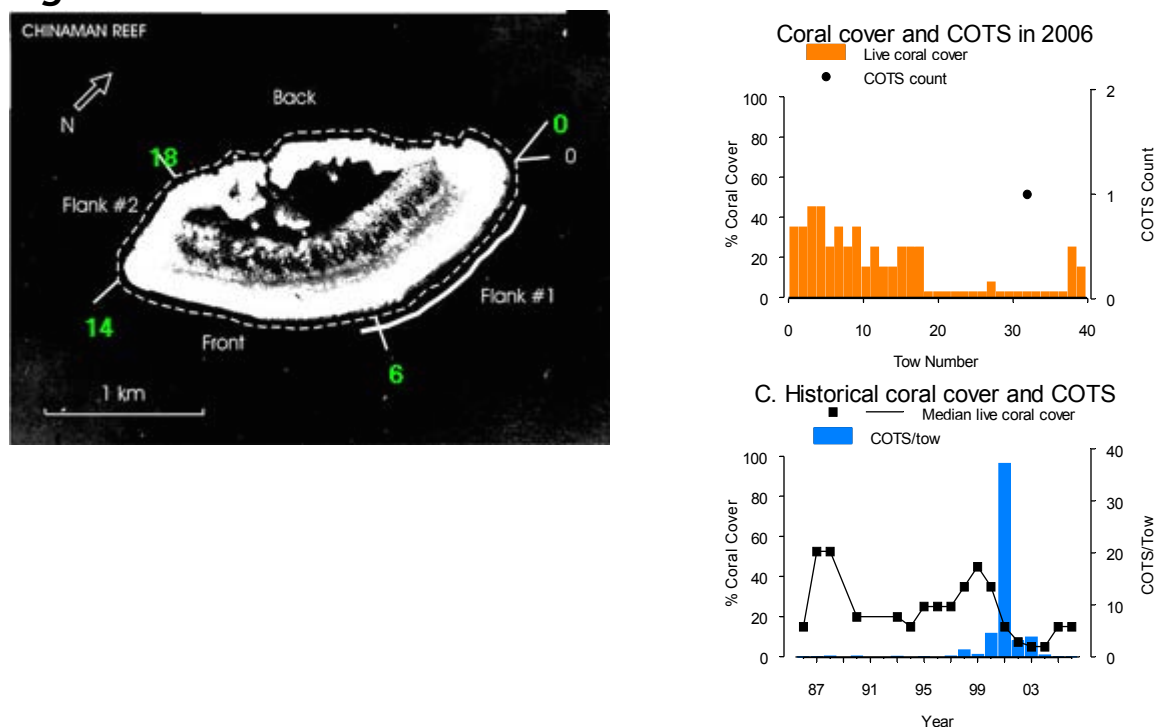 g
CHINAMAN REEF
N
Back
0
0
18
Flank #2
Flank #1
14
Front
6
1 km
Coral cover and COTS in 2006
Live coral cover
COTS count
100
80
60
40
20
0
% Coral Cover
2
1
0
COTS Count
0 10 20 30 40
Tow Number
C. Historical coral cover and COTS
Median live coral cover
COTS/tow
100
80
60
40
20
0
% Coral Cover
40
30
20
10
0
COTS/Tow
87 91 95 99 03
Year